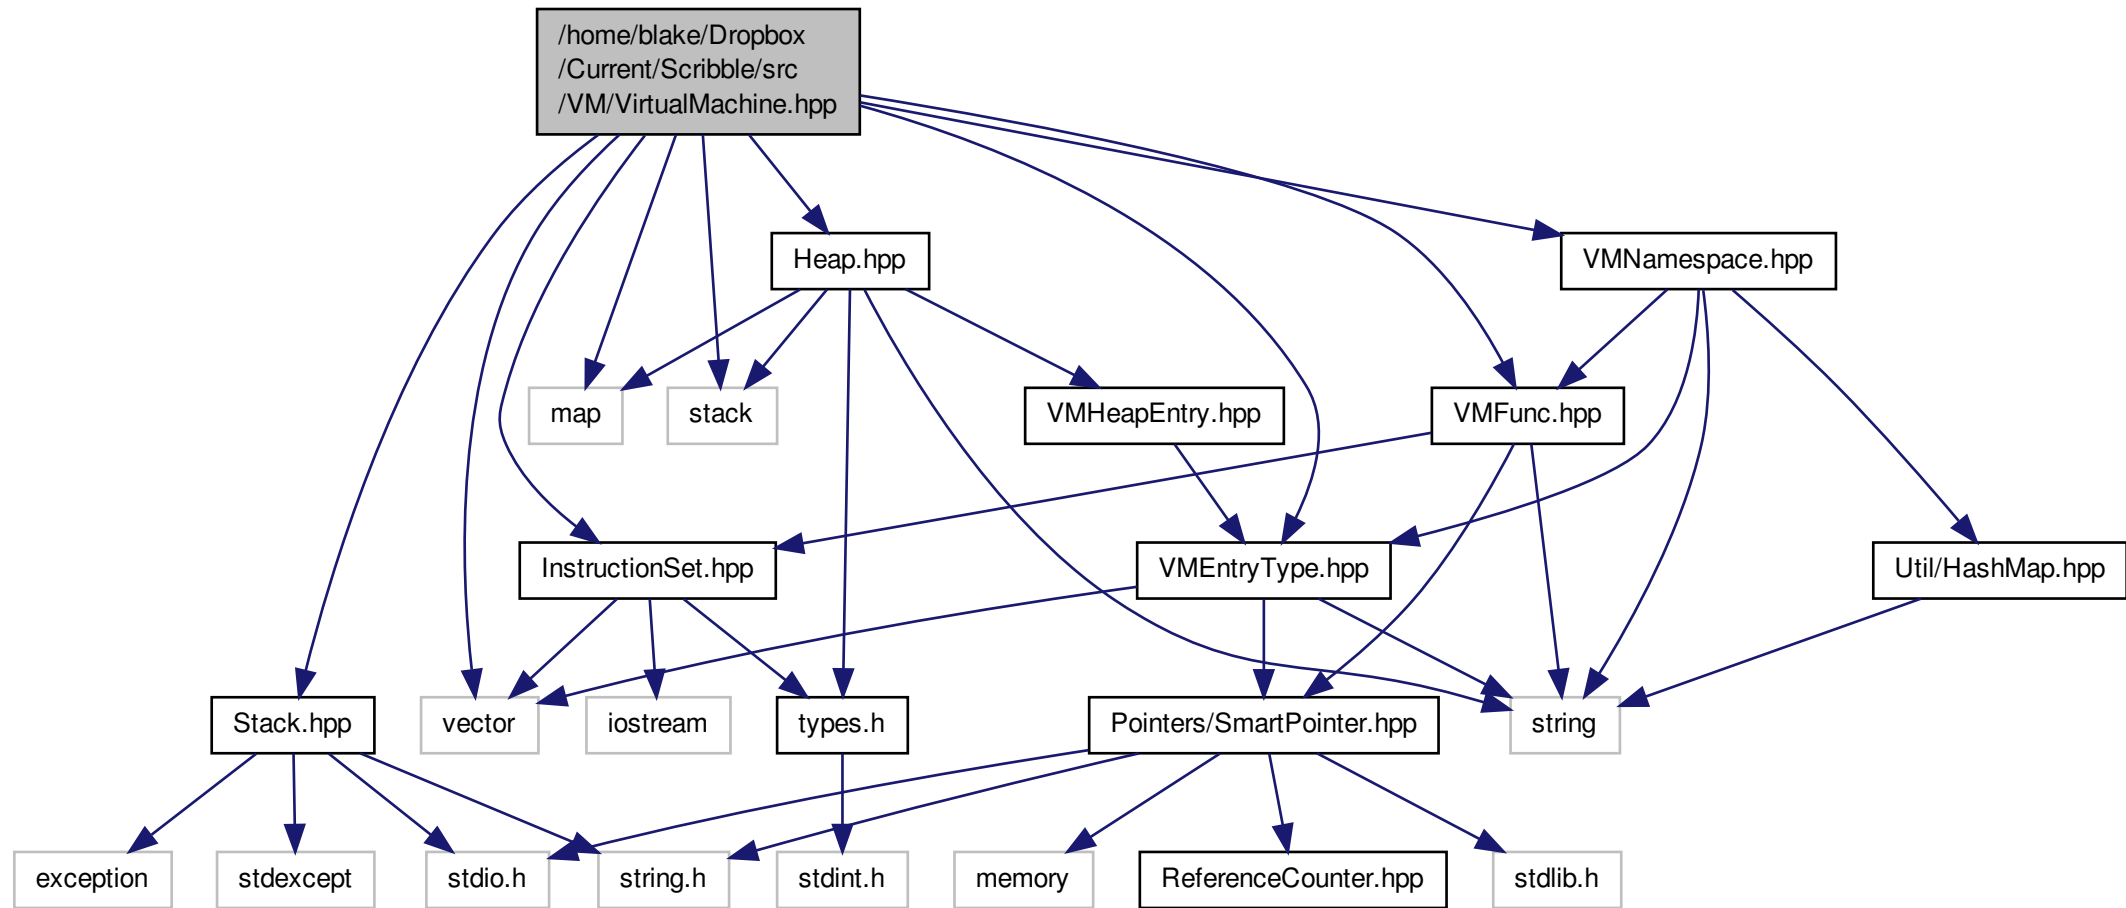 /home/blake/Dropbox
/Current/Scribble/src
/VM/VirtualMachine.hpp
Heap.hpp
VMNamespace.hpp
map
stack
VMHeapEntry.hpp
VMFunc.hpp
InstructionSet.hpp
VMEntryType.hpp
Util/HashMap.hpp
Stack.hpp
vector
iostream
types.h
Pointers/SmartPointer.hpp
string
exception
stdexcept
stdio.h
string.h
stdint.h
memory
ReferenceCounter.hpp
stdlib.h